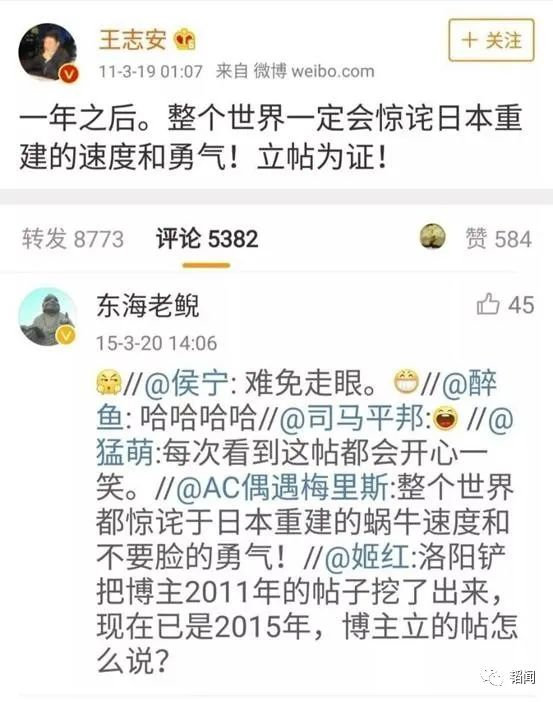 王志安
+ 关注
11-3-19 01:07 来自 微博 weibo.com
一年之后。整个世界一定会惊诧日本重
建的速度和勇气！立帖为证！
转发 8773 评论 5382 赞 584
东海老鲵 45
15-3-20 14:06
//@侯宁: 难免走眼。//@醉
鱼: 哈哈哈哈//@司马平邦: //@
猛萌:每次看到这帖都会开心一
笑。//@AC偶遇梅里斯:整个世界
都惊诧于日本重建的蜗牛速度和
不要脸的勇气！//@姬红:洛阳铲
把博主2011年的帖子挖了出来，
现在已是2015年，博主立的帖怎
么说？
韬闻